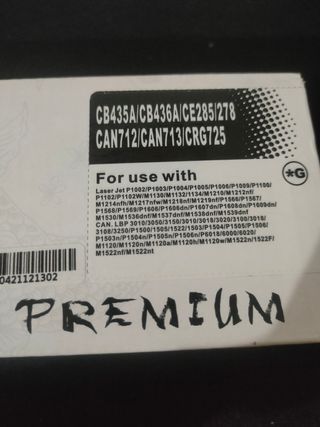 CB435A/CB436A/CE285/278
CAN712/CAN713/CRG725
For use with
*G
Laser Jet P1002/P1003/P1004/P1005/P1006/P1009/P1100
P1102/P1102W/M1130/M1132/1134/M1210/M1212nf/
M1214nfh/M1217nfw/M1218nf/M1219nf/P1566/P1567/
P1568/P1569/P1606/P1606dn/P1607dn/P1608dn/P1609dn/
M1530/M1536dnf/M1537dnf/M1538dnf/M1539dnf
CAN. LBP 3010/3050/3150/3010/3018/3020/3100/3018/
3108/3250/P1500/1505/1522/1503/P1504/P1505/P1506/
P1503n/P1504n/P1505n/P1506n/P6018/6000/6020/
M1120/M1120n/M1120a/M1120h/M1120w/M1522n/1522F/
M1522nf/M1522nt
0421121302
PREMIUM